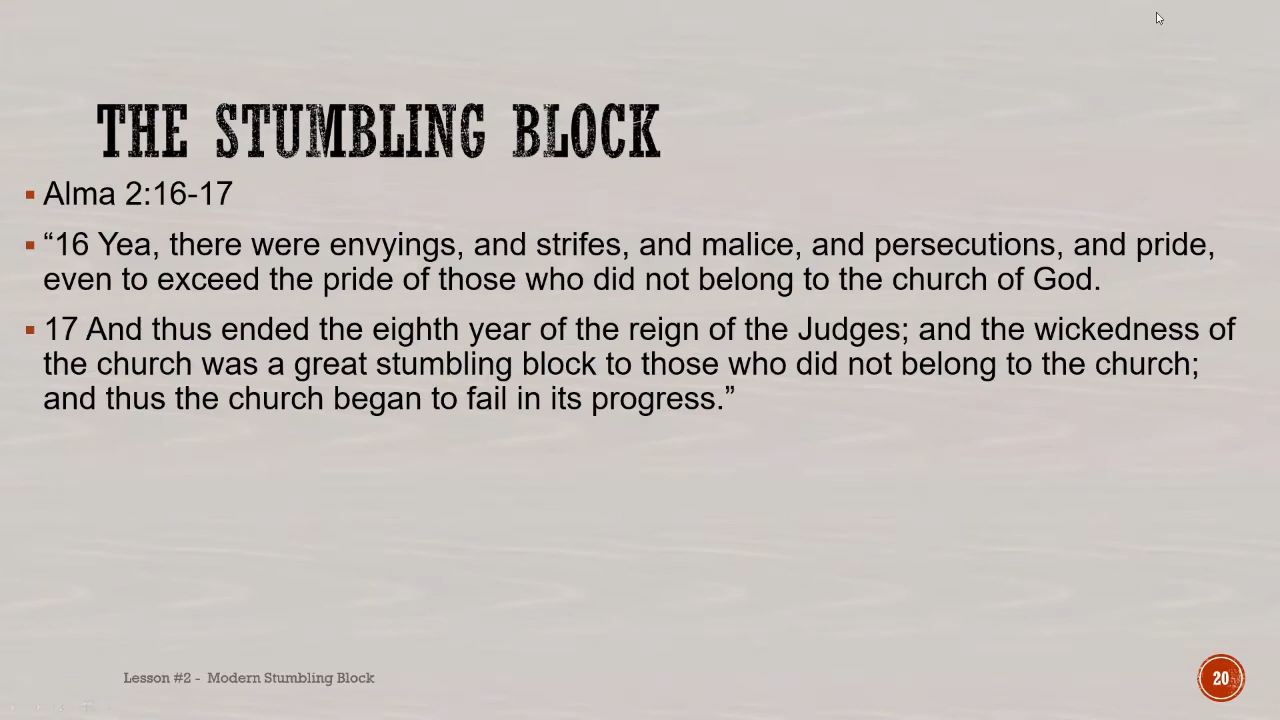 THE STUMBLING BLOCK
Alma 2:16-17
“16 Yea, there were envyings, and strifes, and malice, and persecutions, and pride,
even to exceed the pride of those who did not belong to the church of God.
17 And thus ended the eighth year of the reign of the Judges; and the wickedness of
the church was a great stumbling block to those who did not belong to the church;
and thus the church began to fail in its progress.”
Lesson #2 - Modern Stumbling Block
20